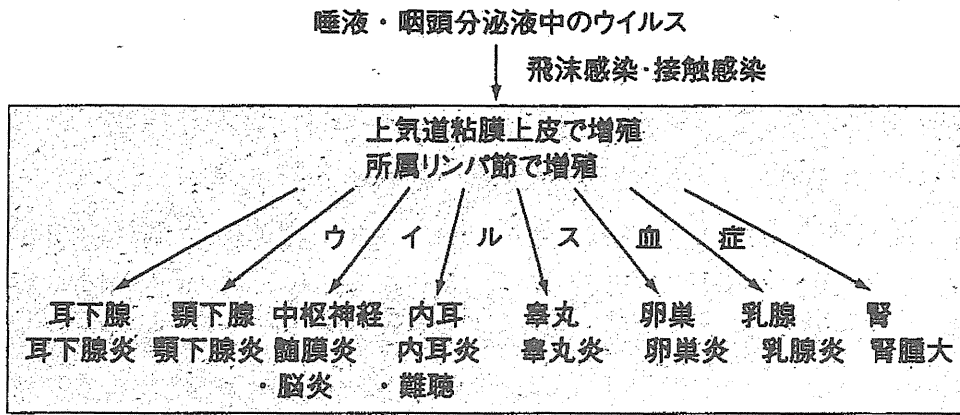 唾液・咽頭分泌液中のウイルス
飛沫感染・接触感染
上気道粘膜上皮で増殖
所属リンパ節で増殖
ウイルス血症
耳下腺 顎下腺 中枢神経 内耳 睾丸 卵巣 乳腺 腎
耳下腺炎 顎下腺炎 髄膜炎 内耳炎 睾丸炎 卵巣炎 乳腺炎 腎腫大
・脳炎 ・難聴